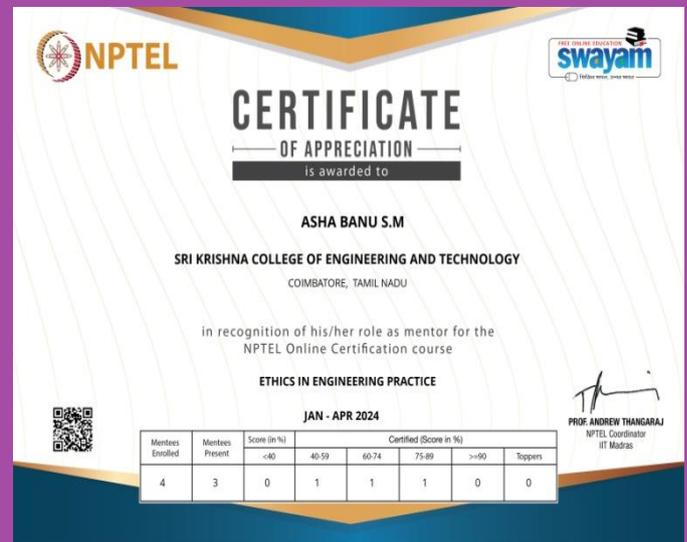 NPTEL
FREE ONLINE EDUCATION
swayam
शिक्षित भारत, उन्नत भारत
CERTIFICATE
OF APPRECIATION
is awarded to
ASHA BANU S.M
SRI KRISHNA COLLEGE OF ENGINEERING AND TECHNOLOGY
COIMBATORE, TAMIL NADU
in recognition of his/her role as mentor for the
NPTEL Online Certification course
ETHICS IN ENGINEERING PRACTICE
JAN - APR 2024
PROF. ANDREW THANGARAJ
NPTEL Coordinator
IIT Madras
Mentees Enrolled Mentees Present Score (in %) Certified (Score in %)
<40 40-59 60-74 75-89 >=90 Toppers
4 3 0 1 1 1 0 0